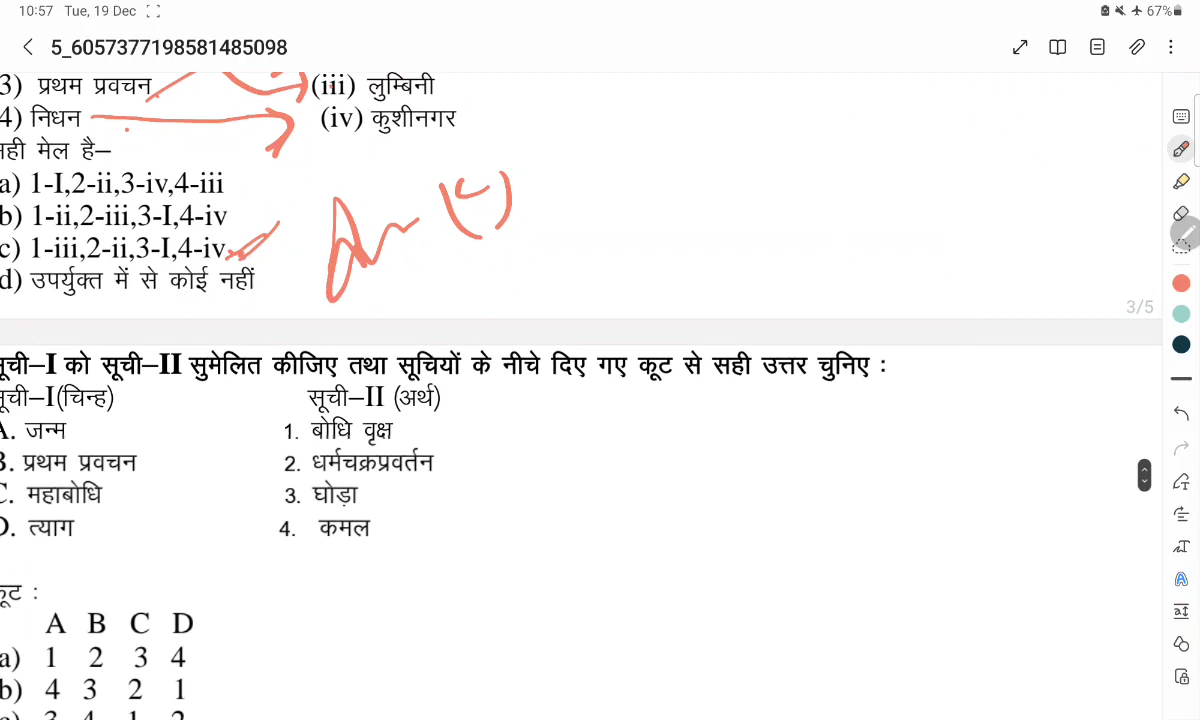 10:57 Tue, 19 Dec 67%
5_6057377198581485098
3) प्रथम प्रवचन (iii) लुम्बिनी
4) निधन (iv) कुशीनगर
मेल है–
a) 1-I,2-ii,3-iv,4-iii
b) 1-ii,2-iii,3-I,4-iv
c) 1-iii,2-ii,3-I,4-iv
d) उपर्युक्त में से कोई नहीं
(c)
3/5
सूची–I को सूची–II सुमेलित कीजिए तथा सूचियों के नीचे दिए गए कूट से सही उत्तर चुनिए :
सूची–I(चिन्ह) सूची–II (अर्थ)
A. जन्म 1. बोधि वृक्ष
B. प्रथम प्रवचन 2. धर्मचक्रप्रवर्तन
C. महाबोधि 3. घोड़ा
D. त्याग 4. कमल
कूट :
A B C D
a) 1 2 3 4
b) 4 3 2 1